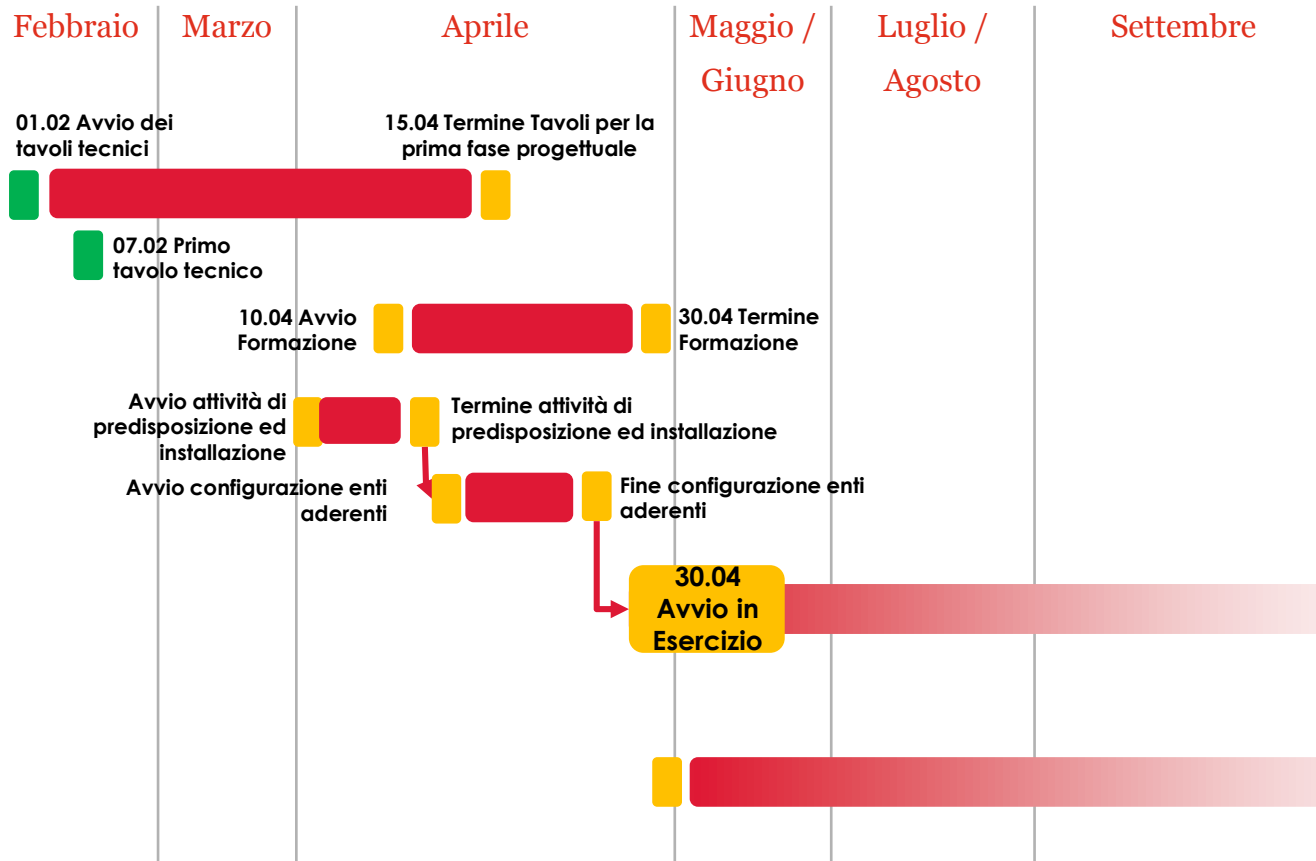 Febbraio
Marzo
Aprile
Maggio /
Giugno
Luglio /
Agosto
Settembre
01.02 Avvio dei
tavoli tecnici
15.04 Termine Tavoli per la
prima fase progettuale
07.02 Primo
tavolo tecnico
10.04 Avvio
Formazione
30.04 Termine
Formazione
Avvio attività di
predisposizione ed
installazione
Termine attività di
predisposizione ed installazione
Avvio configurazione enti
aderenti
Fine configurazione enti
aderenti
30.04
Avvio in
Esercizio